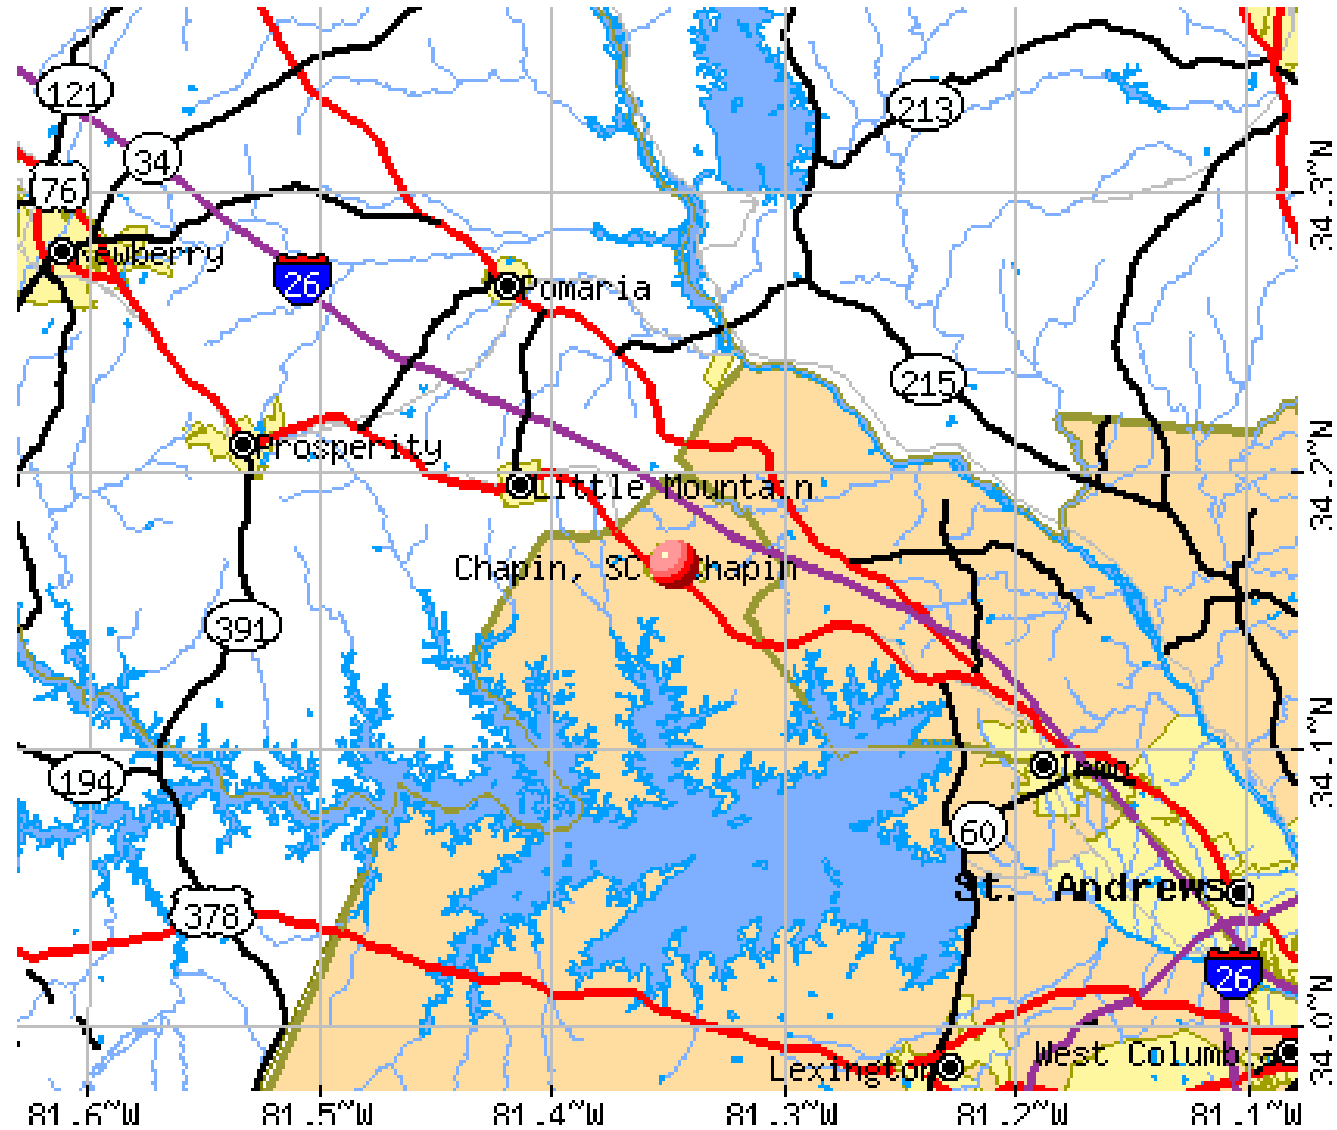 121
213
34
76
34.3~N
Newberry
26
Pomaria
215
34.2~N
Prosperity
Little Mountain
Chapin, SC
Chapin
391
34.1~N
194
Irmo
60
St. Andrews
378
26
34.0~N
West Columbia
Lexington
81.6~W 81.5~W 81.4~W 81.3~W 81.2~W 81.1~W